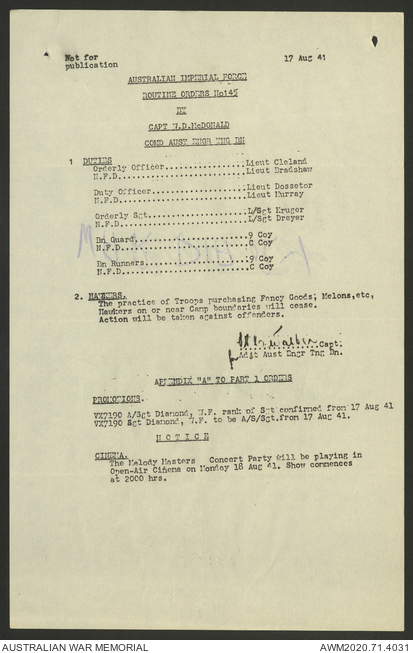 Not for
publication
17 Aug 41
AUSTRALIAN IMPERIAL FORCE
ROUTINE ORDERS No145
BY
CAPT W.D.McDONALD
COMD AUST ENGR TNG BN
1 DUTIES
Orderly Officer.................Lieut Cleland
N.F.D...........................Lieut Bradshaw
Duty Officer....................Lieut Dossetor
N.F.D...........................Lieut Murray
Orderly Sgt.....................L/Sgt Kruger
N.F.D...........................L/Sgt Dreyer
Bn Guard........................9 Coy
N.F.D...........................C Coy
Bn Runners......................9 Coy
N.F.D...........................C Coy
2. HAWKERS.
The practice of Troops purchasing Fancy Goods; Melons,etc,
Hawkers on or near Camp boundaries will cease.
Action will be taken against offenders.
Capt.
for Adjt Aust Engr Tng Bn.
APPENDIX "A" TO PART 1 ORDERS
PROMOTIONS.
VX7190 A/Sgt Diamond, W.F. rank of Sgt confirmed from 17 Aug 41
VX7190 Sgt Diamond, W.F. to be A/S/Sgt.from 17 Aug 41.
N O T I C E
CINEMA.
The Melody Masters Concert Party will be playing in
Open-Air Cinema on Monday 18 Aug 41. Show commences
at 2000 hrs.
AUSTRALIAN WAR MEMORIAL
AWM2020.71.4031